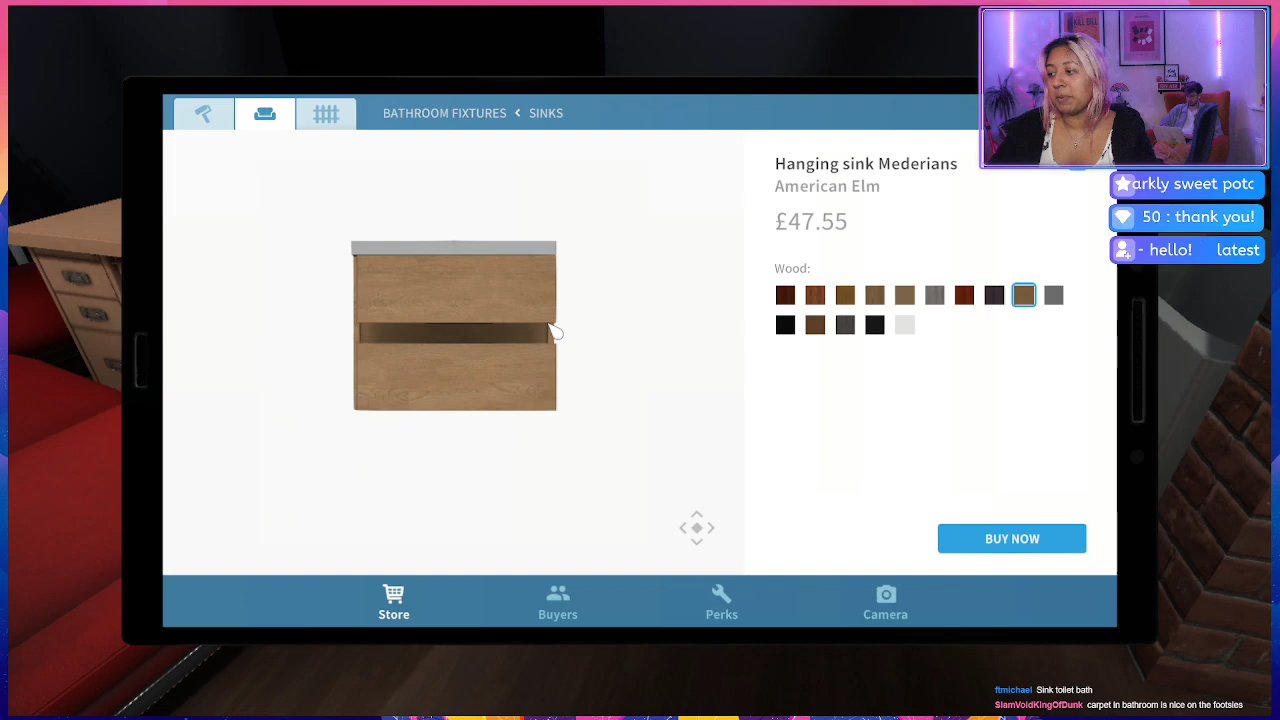 BATHROOM FIXTURES < SINKS
Hanging sink Mederians
American Elm
£47.55
Wood:
BUY NOW
Store
Buyers
Perks
Camera
KILL BILL
arkly sweet potc
50 : thank you!
- hello! latest
ftmichael Sink toilet bath
SlamVoidKingOfDunk carpet in bathroom is nice on the footsies